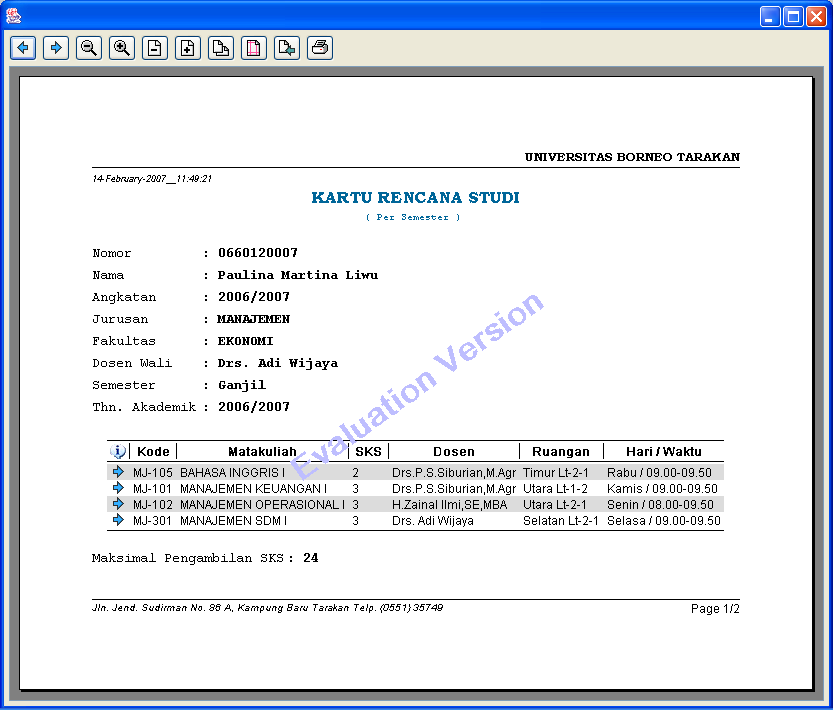 UNIVERSITAS BORNEO TARAKAN
14-February-2007__11:49:21
KARTU RENCANA STUDI
( Per Semester )
Nomor : 0660120007
Nama : Paulina Martina Liwu
Angkatan : 2006/2007
Jurusan : MANAJEMEN
Fakultas : EKONOMI
Dosen Wali : Drs. Adi Wijaya
Semester : Ganjil
Thn. Akademik : 2006/2007
Evaluation Version
Kode Matakuliah SKS Dosen Ruangan Hari / Waktu
MJ-105 BAHASA INGGRIS I 2 Drs.P.S.Siburian,M.Agr Timur Lt-2-1 Rabu / 09.00-09.50
MJ-101 MANAJEMEN KEUANGAN I 3 Drs.P.S.Siburian,M.Agr Utara Lt-1-2 Kamis / 09.00-09.50
MJ-102 MANAJEMEN OPERASIONAL I 3 H.Zainal Ilmi,SE,MBA Utara Lt-2-1 Senin / 08.00-09.50
MJ-301 MANAJEMEN SDM I 3 Drs. Adi Wijaya Selatan Lt-2-1 Selasa / 09.00-09.50
Maksimal Pengambilan SKS : 24
Jln. Jend. Sudirman No. 86 A, Kampung Baru Tarakan Telp. (0551) 35749
Page 1/2